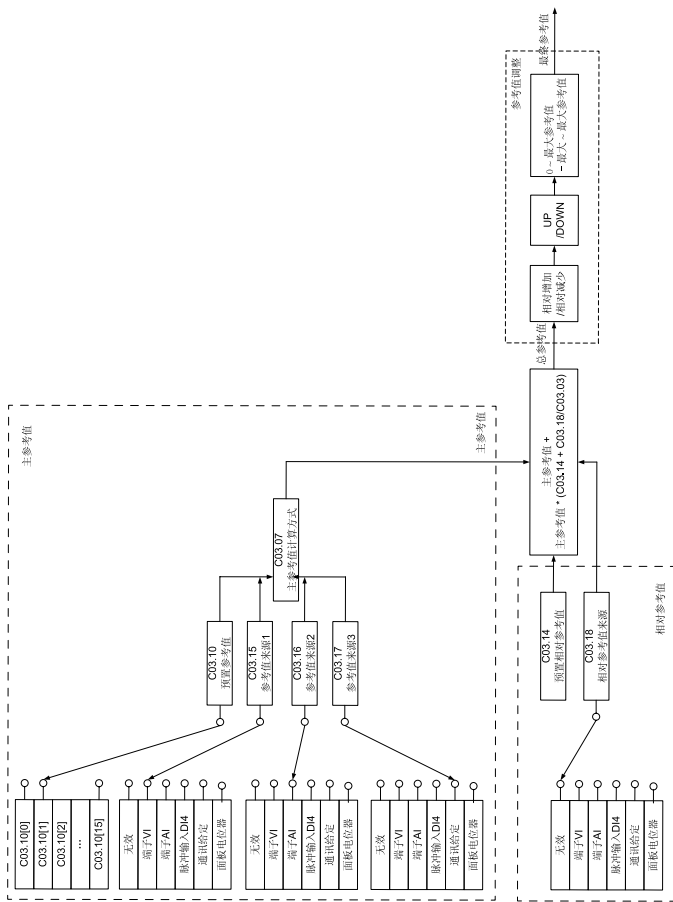 主参考值
C03.10[0]
C03.10[1]
C03.10[2]
...
C03.10[15]
无效
端子VI
端子AI
脉冲输入DI4
通讯给定
面板电位器
无效
端子VI
端子AI
脉冲输入DI4
通讯给定
面板电位器
无效
端子VI
端子AI
脉冲输入DI4
通讯给定
面板电位器
C03.10
预置参考值
C03.15
参考值来源1
C03.16
参考值来源2
C03.17
参考值来源3
C03.07
主参考值计算方式
主参考值
相对参考值
无效
端子VI
端子AI
脉冲输入DI4
通讯给定
面板电位器
C03.14
预置相对参考值
C03.18
相对参考值来源
主参考值 +
主参考值 * (C03.14 + C03.18/C03.03)
总参考值
参考值调整
相对增加
/相对减少
UP
/DOWN
0 ~ 最大参考值
－最大 ~ 最大参考值
最终参考值